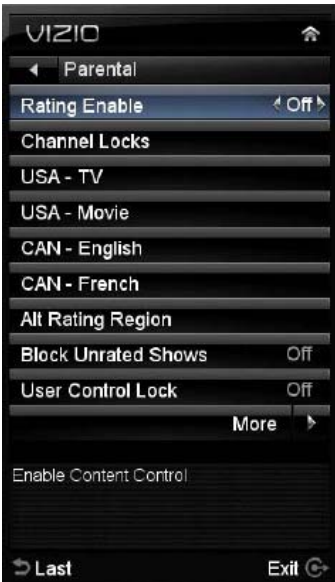 VIZIO
Parental
Rating Enable Off
Channel Locks
USA - TV
USA - Movie
CAN - English
CAN - French
Alt Rating Region
Block Unrated Shows Off
User Control Lock Off
More
Enable Content Control
Last Exit